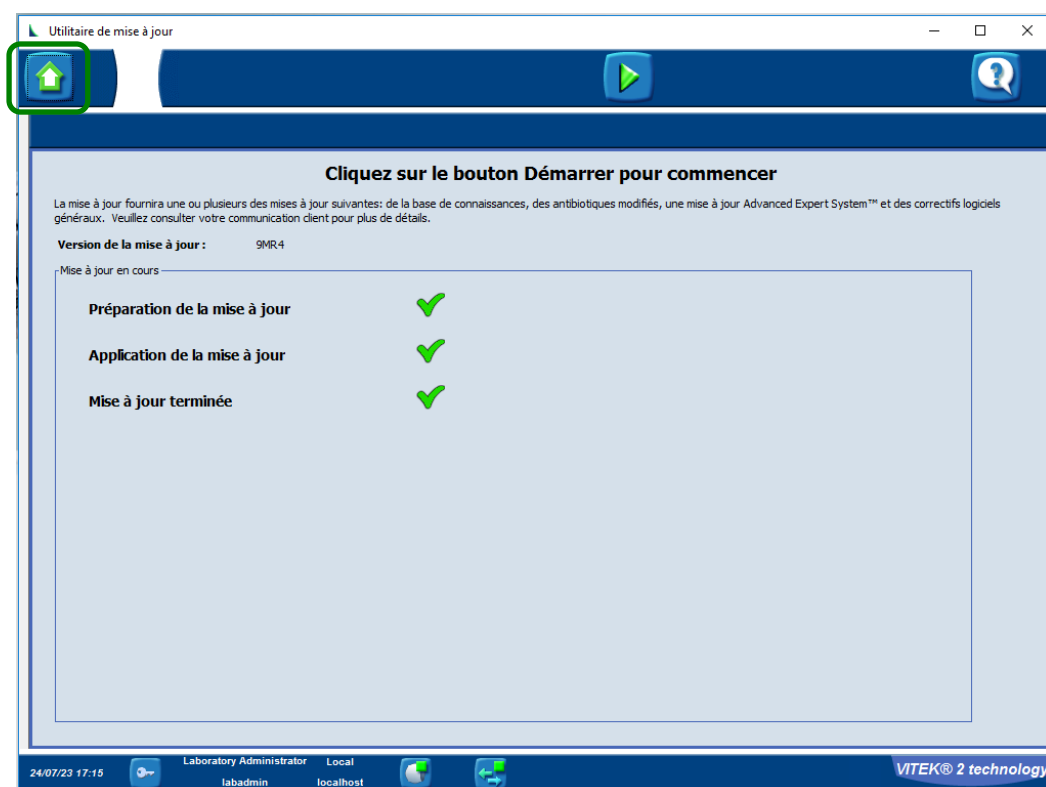 Utilitaire de mise à jour
Cliquez sur le bouton Démarrer pour commencer
La mise à jour fournira une ou plusieurs des mises à jour suivantes: de la base de connaissances, des antibiotiques modifiés, une mise à jour Advanced Expert System™ et des correctifs logiciels
généraux. Veuillez consulter votre communication client pour plus de détails.
Version de la mise à jour : 9MR4
Mise à jour en cours
Préparation de la mise à jour
Application de la mise à jour
Mise à jour terminée
Laboratory Administrator Local
24/07/23 17:15
labadmin localhost
VITEK® 2 technology